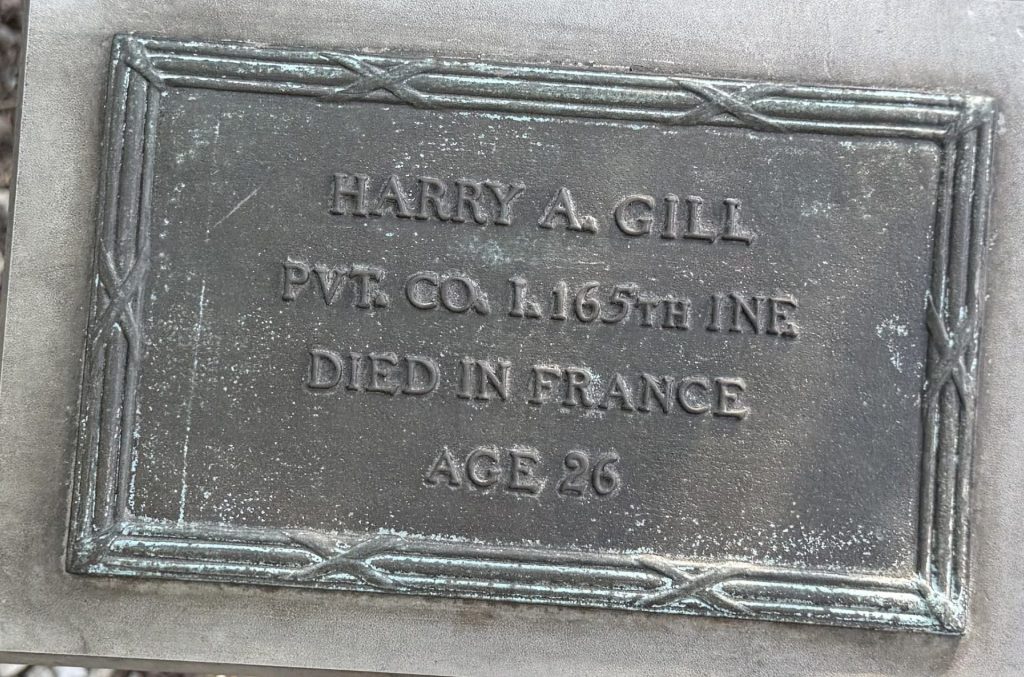 HARRY A. GILL
PVT. CO. I. 165TH INF.
DIED IN FRANCE
AGE 26